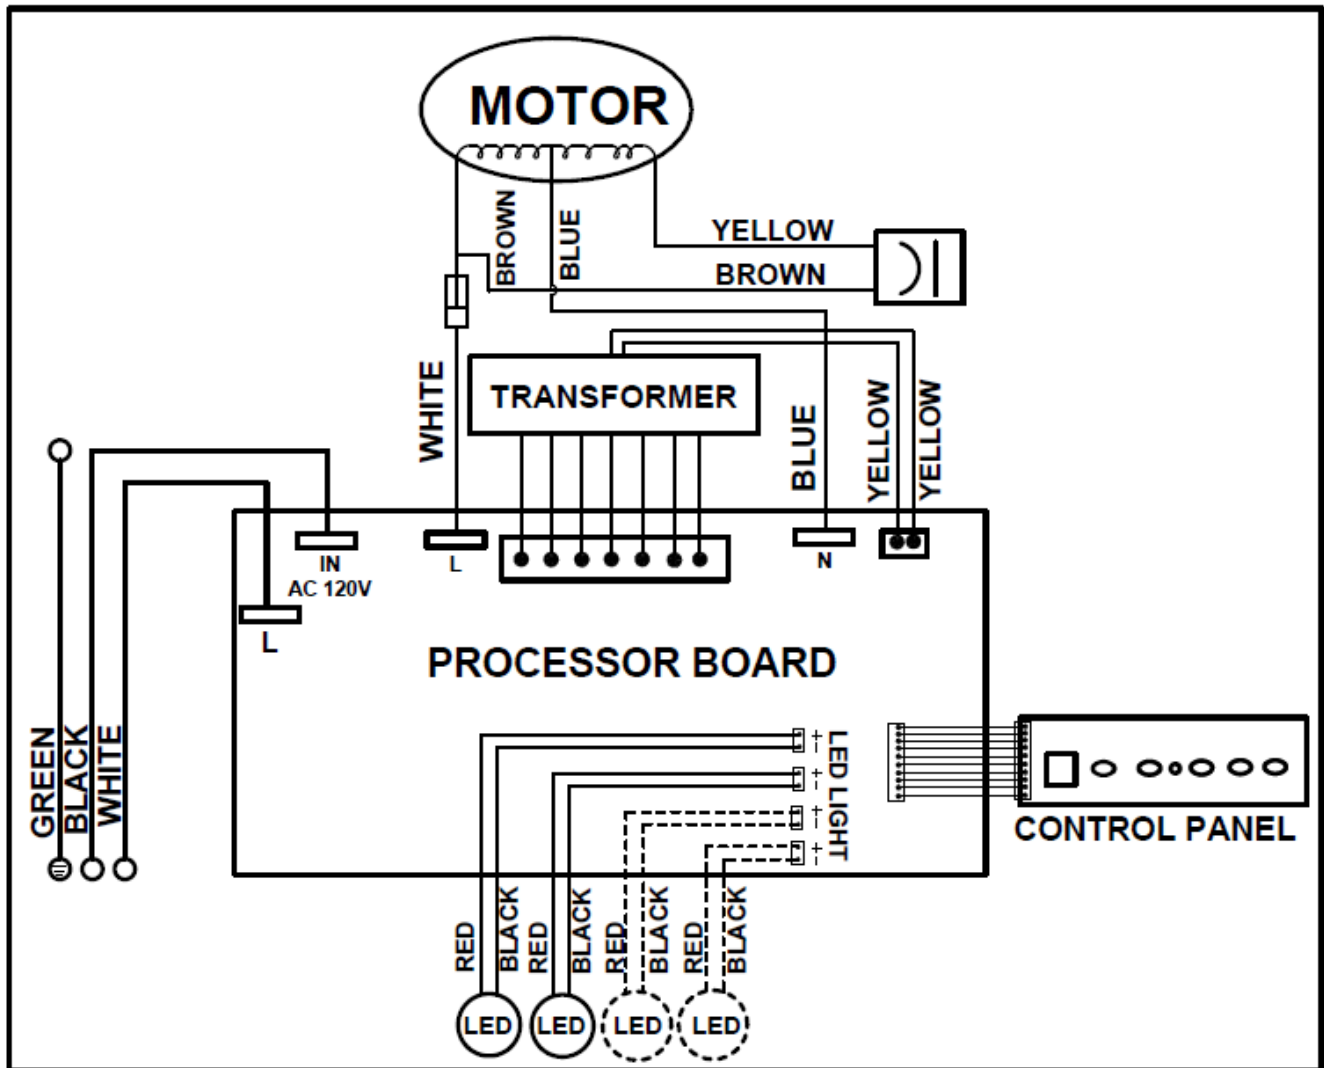 MOTOR
BROWN
BLUE
YELLOW
BROWN
WHITE
TRANSFORMER
BLUE
YELLOW
YELLOW
IN
AC 120V
L
L
N
PROCESSOR BOARD
GREEN
BLACK
WHITE
+
-
+
-
+
-
+
-
LED LIGHT
CONTROL PANEL
RED
BLACK
RED
BLACK
RED
BLACK
RED
BLACK
LED
LED
LED
LED